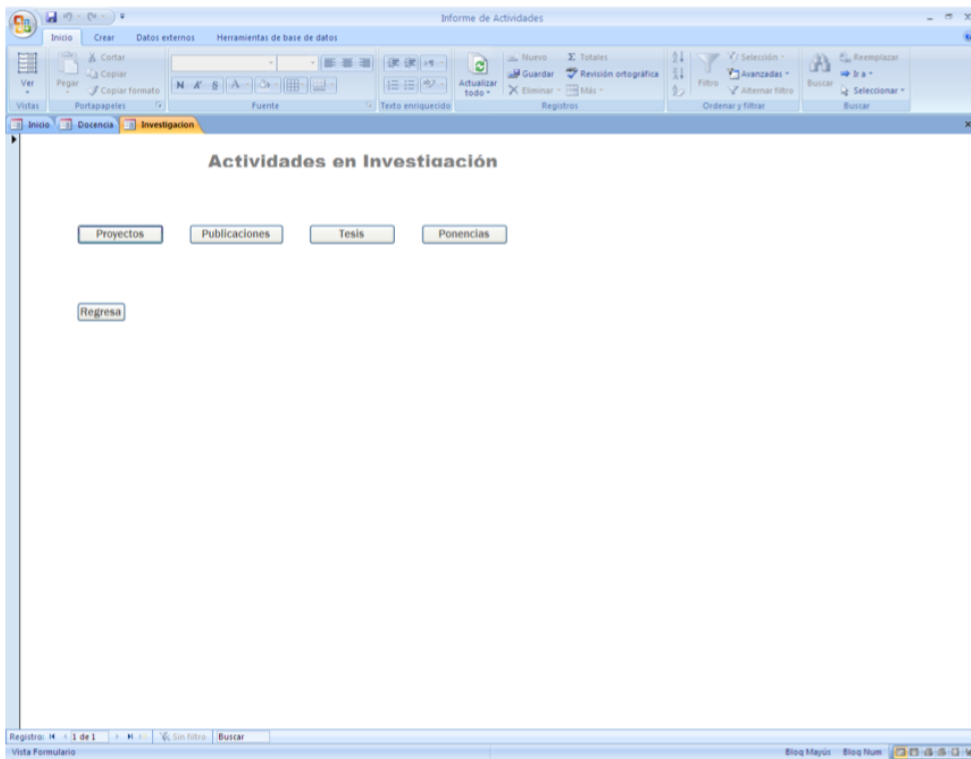 Informe de Actividades
Inicio Crear Datos externos Herramientas de base de datos
Ver
Vistas
Pegar
Cortar
Copiar
Copiar formato
Portapapeles
N K S A
Fuente
Texto enriquecido
Actualizar todo
Nuevo
Guardar
Eliminar
Totales
Revisión ortográfica
Más
Registros
Filtro
Selección
Avanzadas
Alternar filtro
Ordenar y filtrar
Buscar
Reemplazar
Ir a
Seleccionar
Buscar
Inicio Docencia Investigacion
Actividades en Investigación
Proyectos Publicaciones Tesis Ponencias
Regresa
Registro: 1 de 1 Sin filtro Buscar
Vista Formulario Bloq Mayús Bloq Num